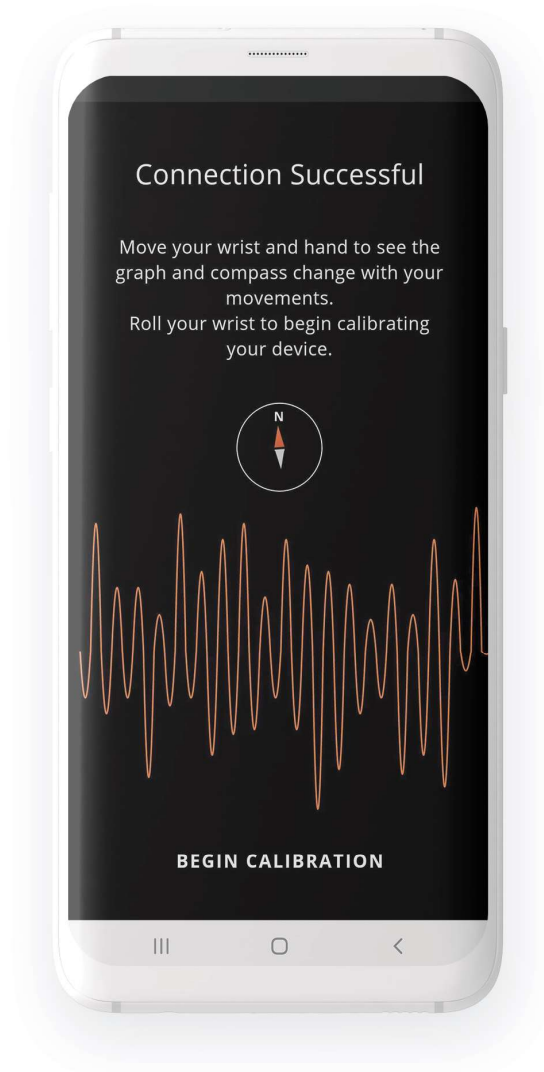 Connection Successful
Move your wrist and hand to see the
graph and compass change with your
movements.
Roll your wrist to begin calibrating
your device.
N
BEGIN CALIBRATION